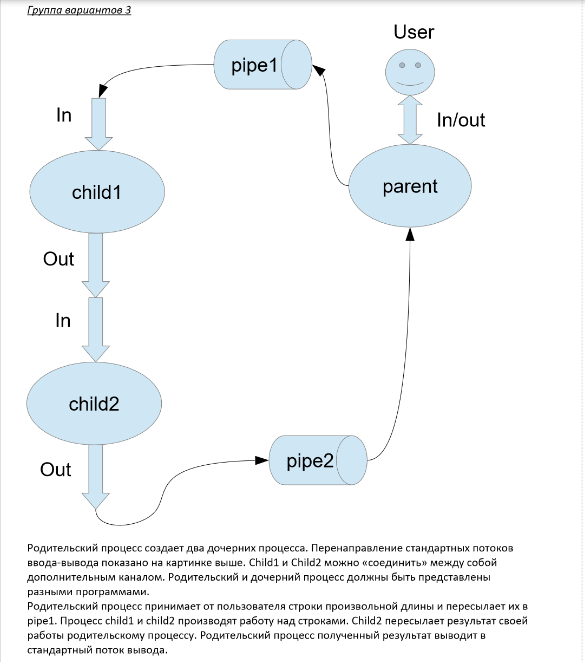 Группа вариантов 3
User
pipe1
In
In/out
child1
parent
Out
In
child2
Out
pipe2
Родительский процесс создает два дочерних процесса. Перенаправление стандартных потоков
ввода-вывода показано на картинке выше. Child1 и Child2 можно «соединить» между собой
дополнительным каналом. Родительский и дочерний процесс должны быть представлены
разными программами.
Родительский процесс принимает от пользователя строки произвольной длины и пересылает их в
pipe1. Процесс child1 и child2 производят работу над строками. Child2 пересылает результат своей
работы родительскому процессу. Родительский процесс полученный результат выводит в
стандартный поток вывода.